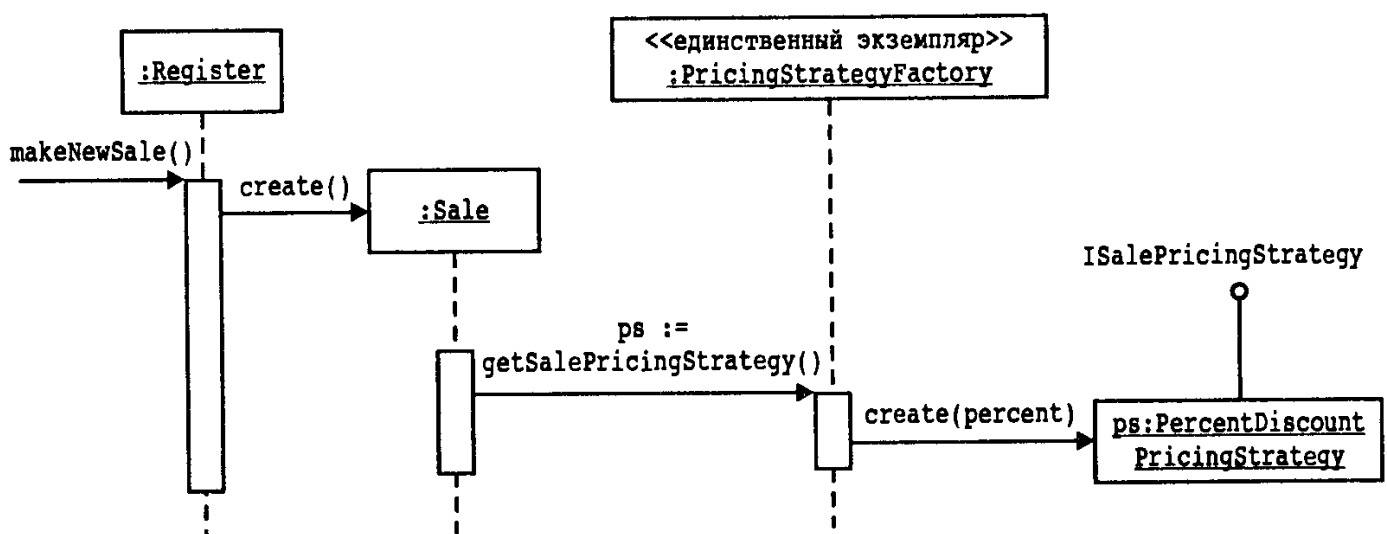 <<единственный экземпляр>>
:PricingStrategyFactory
:Register
makeNewSale()
create()
:Sale
ISalePricingStrategy
ps :=
getSalePricingStrategy()
create(percent)
ps:PercentDiscount
PricingStrategy